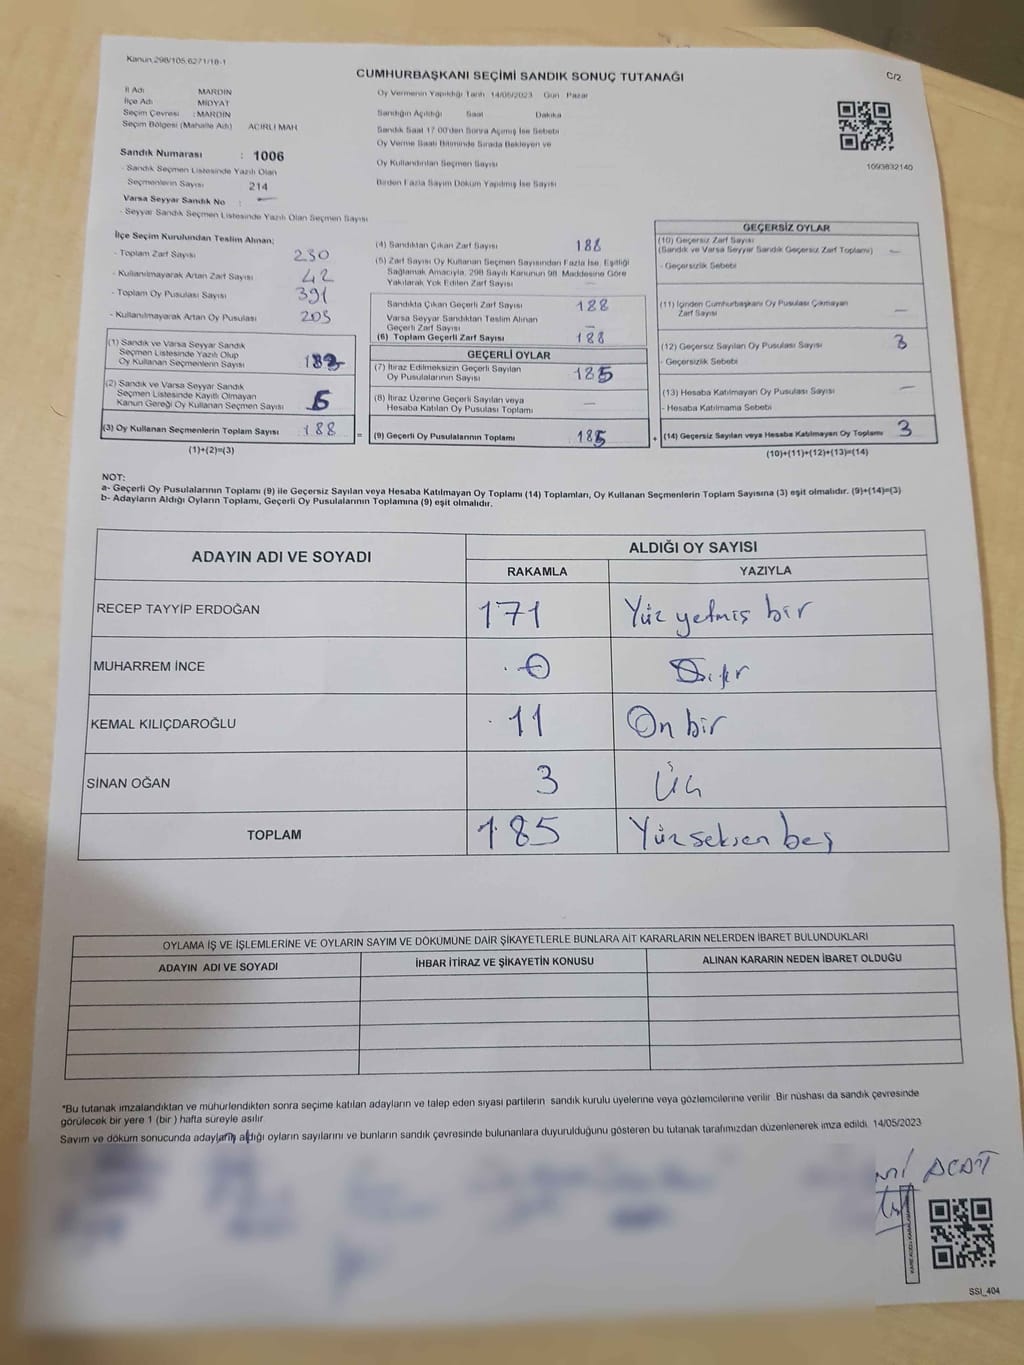 Kanun 298/105,6271/18-1
CUMHURBAŞKANI SEÇİMİ SANDIK SONUÇ TUTANAĞI
C/2
İl Adı MARDİN
İlçe Adı MİDYAT
Seçim Çevresi : MARDİN
Seçim Bölgesi (Mahalle Adı) ACIRLI MAH
Oy Vermenin Yapıldığı Tarih 14/05/2023 Gün Pazar
Sandığın Açıldığı Saat Dakika
Sandık Saat 17.00'den Sonra Açımış İse Sebebi
Oy Verme Saati Bitiminde Sırada Bekleyen ve
Oy Kullandırılan Seçmen Sayısı
Birden Fazla Sayım Döküm Yapılmış İse Sayısı
1093832140
Sandık Numarası : 1006
- Sandık Seçmen Listesinde Yazılı Olan
Seçmenlerin Sayısı 214
Varsa Seyyar Sandık No : —
- Seyyar Sandık Seçmen Listesinde Yazılı Olan Seçmen Sayısı
İlçe Seçim Kurulundan Teslim Alınan;
- Toplam Zarf Sayısı 230
- Kullanılmayarak Artan Zarf Sayısı 42
- Toplam Oy Pusulası Sayısı 391
- Kullanılmayarak Artan Oy Pusulası 203
(1) Sandık ve Varsa Seyyar Sandık
Seçmen Listesinde Yazılı Olup
Oy Kullanan Seçmenlerin Sayısı
(2) Sandık ve Varsa Seyyar Sandık
Seçmen Listesinde Kayıtlı Olmayan
Kanun Gereği Oy Kullanan Seçmen Sayısı
(3) Oy Kullanan Seçmenlerin Toplam Sayısı 188
(1)+(2)=(3)
(4) Sandıktan Çıkan Zarf Sayısı 188
(5) Zarf Sayısı Oy Kullanan Seçmen Sayısından Fazla İse, Eşitliği
Sağlamak Amacıyla, 298 Sayılı Kanunun 98. Maddesine Göre
Yakılarak Yok Edilen Zarf Sayısı —
Sandıkta Çıkan Geçerli Zarf Sayısı 188
Varsa Seyyar Sandıktan Teslim Alınan
Geçerli Zarf Sayısı —
(6) Toplam Geçerli Zarf Sayısı 188
GEÇERLİ OYLAR
(7) İtiraz Edilmeksizin Geçerli Sayılan
Oy Pusulalarının Sayısı 185
(8) İtiraz Üzerine Geçerli Sayılan veya
Hesaba Katılan Oy Pusulası Toplamı —
= (9) Geçerli Oy Pusulalarının Toplamı 185
GEÇERSİZ OYLAR
(10) Geçersiz Zarf Sayısı
(Sandık ve Varsa Seyyar Sandık Geçersiz Zarf Toplamı) —
- Geçersizlik Sebebi
(11) İçinden Cumhurbaşkanı Oy Pusulası Çıkmayan
Zarf Sayısı —
(12) Geçersiz Sayılan Oy Pusulası Sayısı 3
- Geçersizlik Sebebi
(13) Hesaba Katılmayan Oy Pusulası Sayısı —
- Hesaba Katılmama Sebebi
+ (14) Geçersiz Sayılan veya Hesaba Katılmayan Oy Toplamı 3
(10)+(11)+(12)+(13)=(14)
NOT:
a- Geçerli Oy Pusulalarının Toplamı (9) ile Geçersiz Sayılan veya Hesaba Katılmayan Oy Toplamı (14) Toplamları, Oy Kullanan Seçmenlerin Toplam Sayısına (3) eşit olmalıdır. (9)+(14)=(3)
b- Adayların Aldığı Oyların Toplamı, Geçerli Oy Pusulalarının Toplamına (9) eşit olmalıdır.
ADAYIN ADI VE SOYADI ALDIĞI OY SAYISI
RAKAMLA YAZIYLA
RECEP TAYYİP ERDOĞAN 171 Yüz yetmiş bir
MUHARREM İNCE 0 Sıfır
KEMAL KILIÇDAROĞLU 11 On bir
SİNAN OĞAN 3 Üç
TOPLAM 185 Yüz seksen beş
OYLAMA İŞ VE İŞLEMLERİNE VE OYLARIN SAYIM VE DÖKÜMÜNE DAİR ŞİKAYETLERLE BUNLARA AİT KARARLARIN NELERDEN İBARET BULUNDUKLARI
ADAYIN ADI VE SOYADI İHBAR İTİRAZ VE ŞİKAYETİN KONUSU ALINAN KARARIN NEDEN İBARET OLDUĞU
*Bu tutanak imzalandıktan ve mühürlendikten sonra seçime katılan adayların ve talep eden siyasi partilerin sandık kurulu üyelerine veya gözlemcilerine verilir. Bir nüshası da sandık çevresinde
görülecek bir yere 1 (bir) hafta süreyle asılır
Sayım ve döküm sonucunda adayların aldığı oyların sayılarını ve bunların sandık çevresinde bulunanlara duyurulduğunu gösteren bu tutanak tarafımızdan düzenlenerek imza edildi. 14/05/2023
ACAT
SSI_404